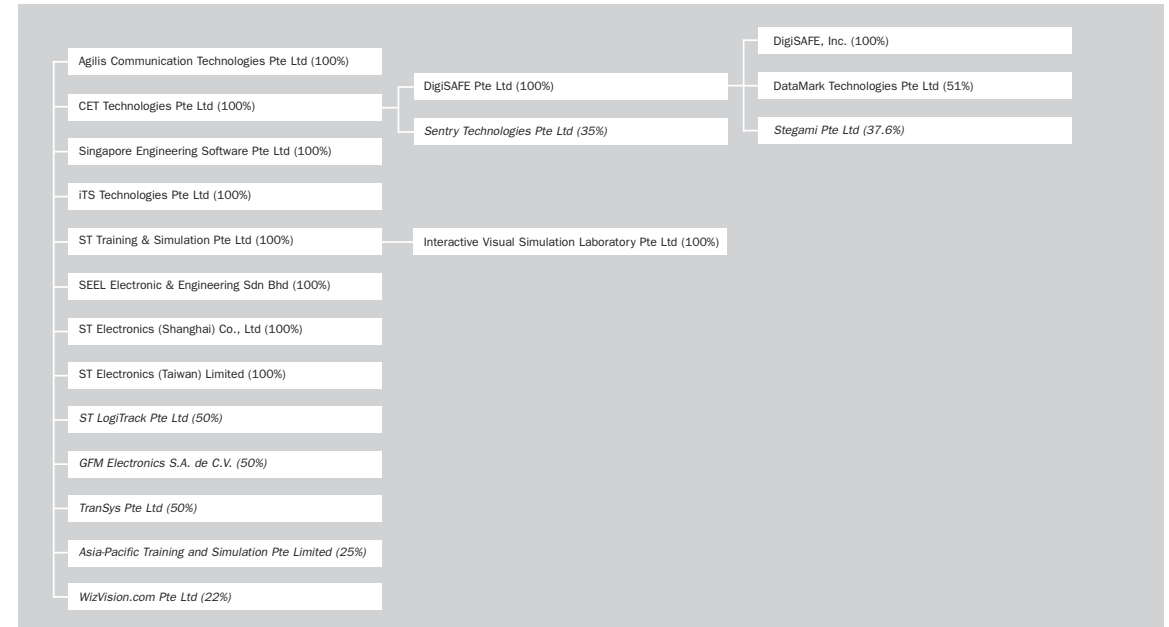 Agilis Communication Technologies Pte Ltd (100%)
CET Technologies Pte Ltd (100%)
Singapore Engineering Software Pte Ltd (100%)
iTS Technologies Pte Ltd (100%)
ST Training & Simulation Pte Ltd (100%)
SEEL Electronic & Engineering Sdn Bhd (100%)
ST Electronics (Shanghai) Co., Ltd (100%)
ST Electronics (Taiwan) Limited (100%)
ST LogiTrack Pte Ltd (50%)
GFM Electronics S.A. de C.V. (50%)
TranSys Pte Ltd (50%)
Asia-Pacific Training and Simulation Pte Limited (25%)
WizVision.com Pte Ltd (22%)
DigiSAFE Pte Ltd (100%)
Sentry Technologies Pte Ltd (35%)
Interactive Visual Simulation Laboratory Pte Ltd (100%)
DigiSAFE, Inc. (100%)
DataMark Technologies Pte Ltd (51%)
Stegami Pte Ltd (37.6%)